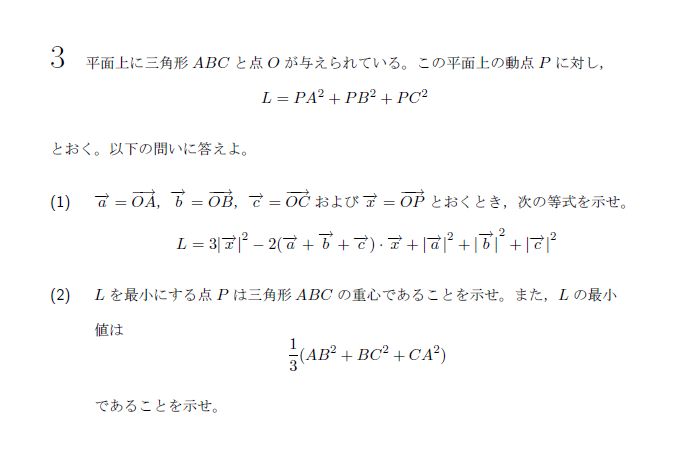 3 平面上に三角形 ABC と点 O が与えられている。この平面上の動点 P に対し,
L = PA² + PB² + PC²
とおく。以下の問いに答えよ。
(1) $\overrightarrow{a} = \overrightarrow{OA}$, $\overrightarrow{b} = \overrightarrow{OB}$, $\overrightarrow{c} = \overrightarrow{OC}$ および $\overrightarrow{x} = \overrightarrow{OP}$ とおくとき,次の等式を示せ。
$L = 3|\overrightarrow{x}|^2 - 2(\overrightarrow{a} + \overrightarrow{b} + \overrightarrow{c}) \cdot \overrightarrow{x} + |\overrightarrow{a}|^2 + |\overrightarrow{b}|^2 + |\overrightarrow{c}|^2$
(2) L を最小にする点 P は三角形 ABC の重心であることを示せ。また,L の最小
値は
$\frac{1}{3}(AB^2 + BC^2 + CA^2)$
であることを示せ。